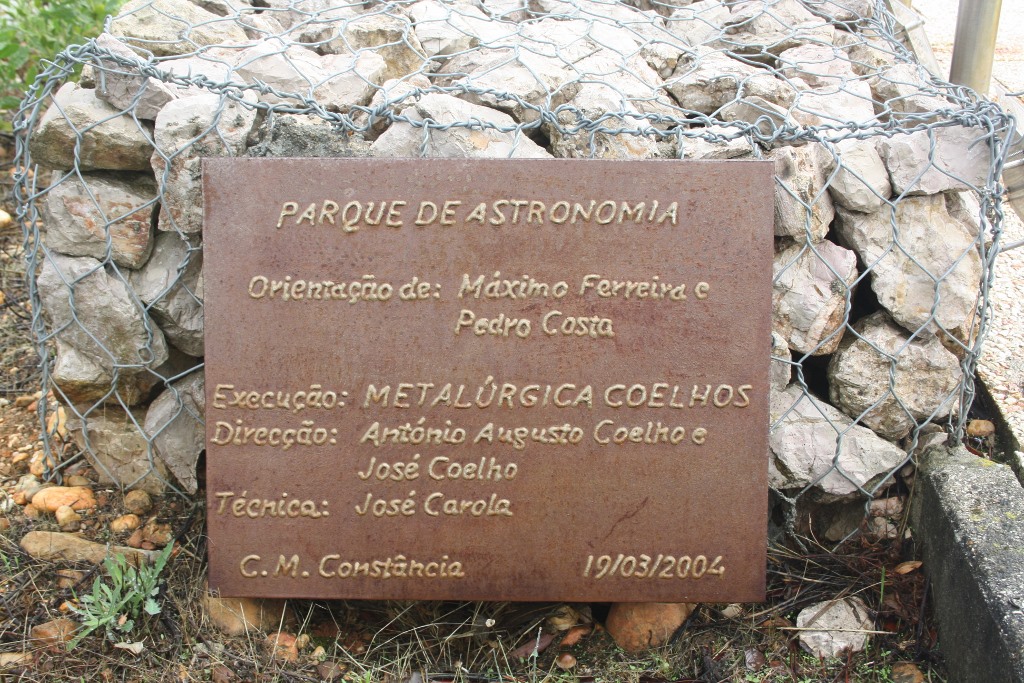 PARQUE DE ASTRONOMIA
Orientação de: Máximo Ferreira e
Pedro Costa
Execução: METALÚRGICA COELHOS
Direcção: António Augusto Coelho e
José Coelho
Técnica: José Carola
C. M. Constância 19/03/2004